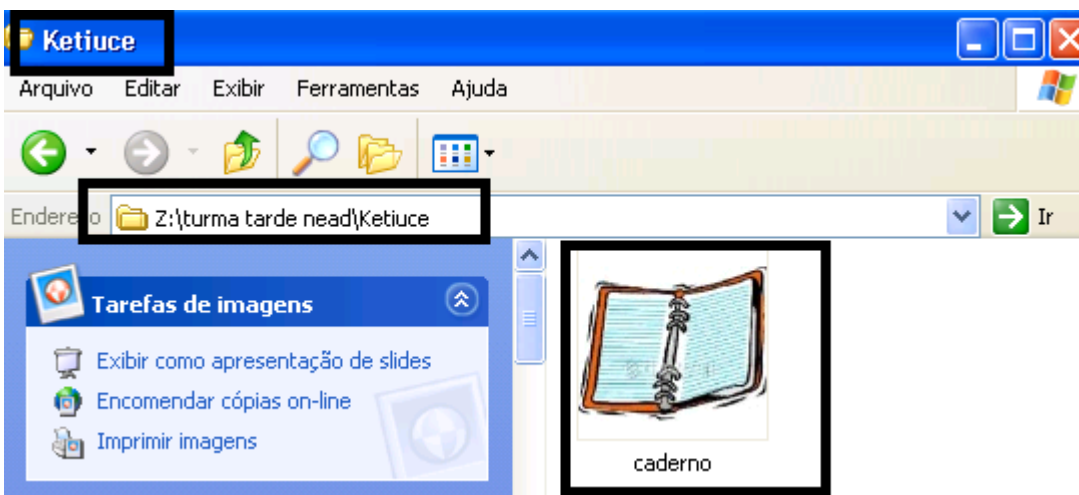 Ketiuce
Arquivo Editar Exibir Ferramentas Ajuda
Endereço Z:\turma tarde nead\Ketiuce Ir
Tarefas de imagens
Exibir como apresentação de slides
Encomendar cópias on-line
Imprimir imagens
caderno